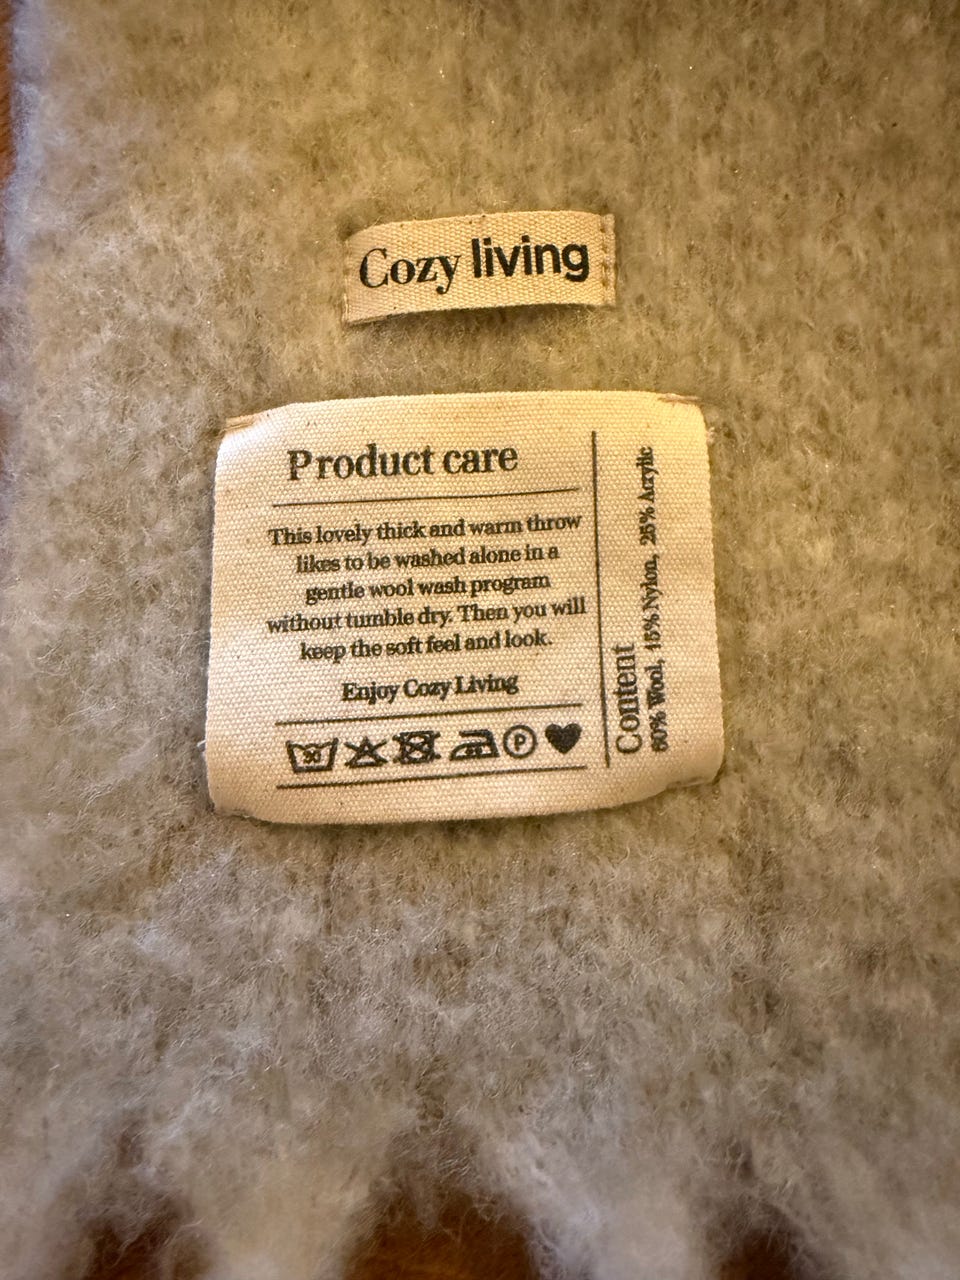 Cozy living
Product care
This lovely thick and warm throw
likes to be washed alone in a
gentle wool wash program
without tumble dry. Then you will
keep the soft feel and look.
Enjoy Cozy Living
30
P
Content
60% Wool, 15% Nylon, 25% Acrylic